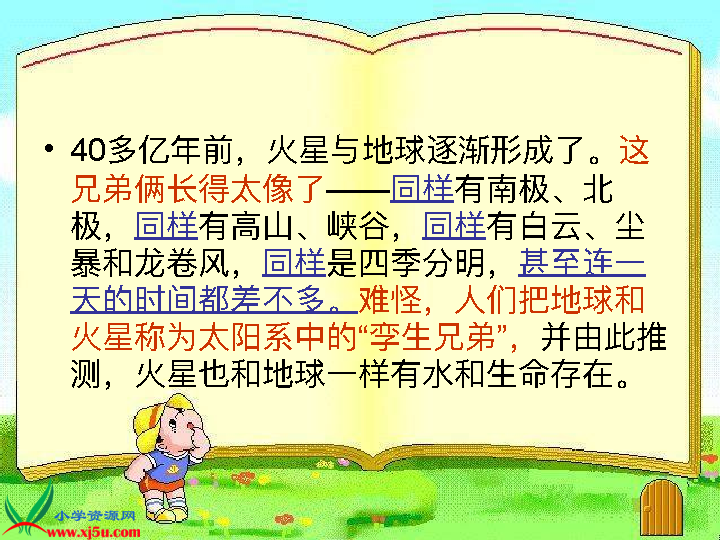 • 40多亿年前，火星与地球逐渐形成了。这
兄弟俩长得太像了——同样有南极、北
极，同样有高山、峡谷，同样有白云、尘
暴和龙卷风，同样是四季分明，甚至连一
天的时间都差不多。难怪，人们把地球和
火星称为太阳系中的“孪生兄弟”，并由此推
测，火星也和地球一样有水和生命存在。
小学资源网
www.xj5u.com